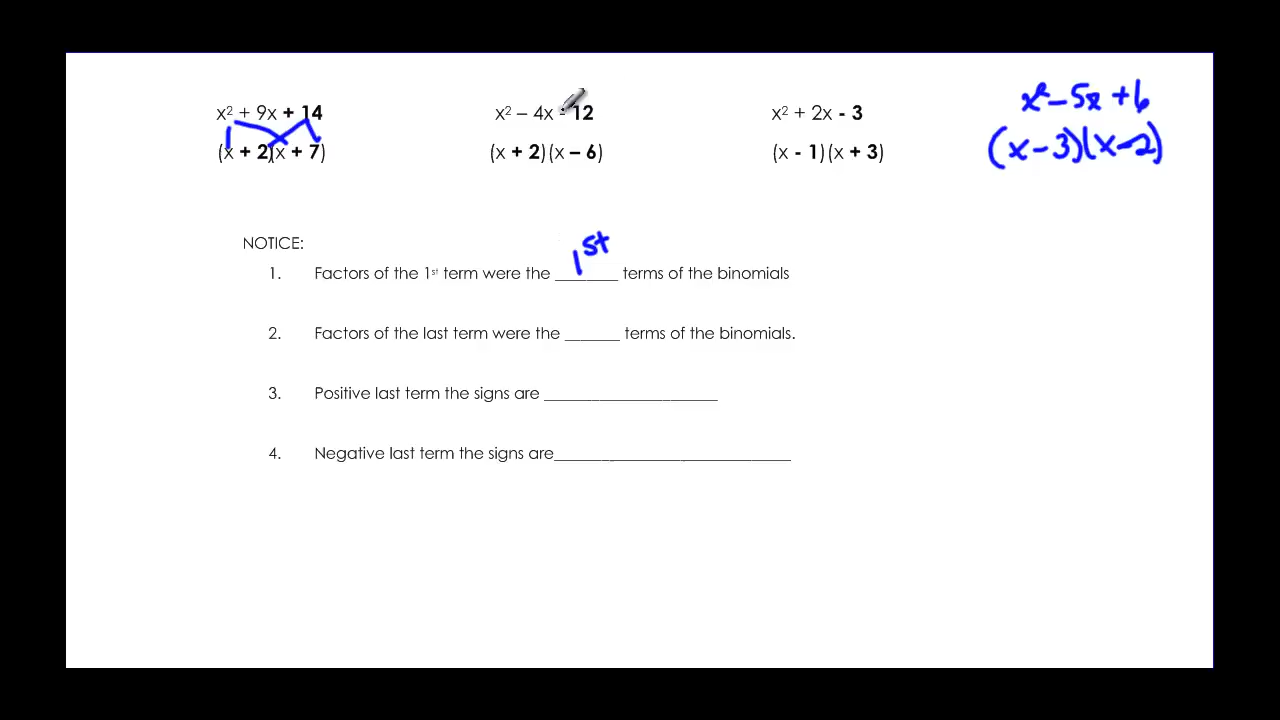 x² + 9x + 14
(x + 2)(x + 7)
x² – 4x - 12
(x + 2)(x – 6)
x² + 2x - 3
(x - 1)(x + 3)
x² – 5x + 6
(x – 3)(x – 2)
NOTICE:
1. Factors of the 1st term were the 1st terms of the binomials
2. Factors of the last term were the ______ terms of the binomials.
3. Positive last term the signs are ____________________
4. Negative last term the signs are___________________________